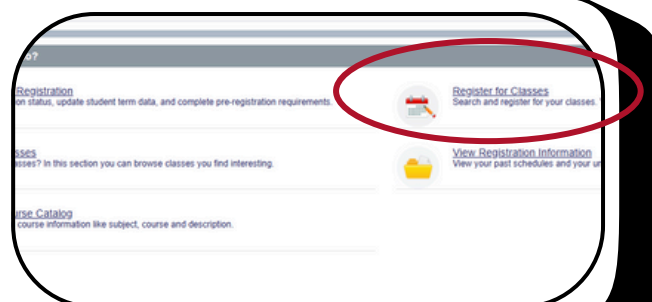 o?
Registration
on status, update student term data, and complete pre-registration requirements.
Register for Classes
Search and register for your classes.
sses
asses? In this section you can browse classes you find interesting.
View Registration Information
View your past schedules and your un
urse Catalog
course information like subject, course and description.